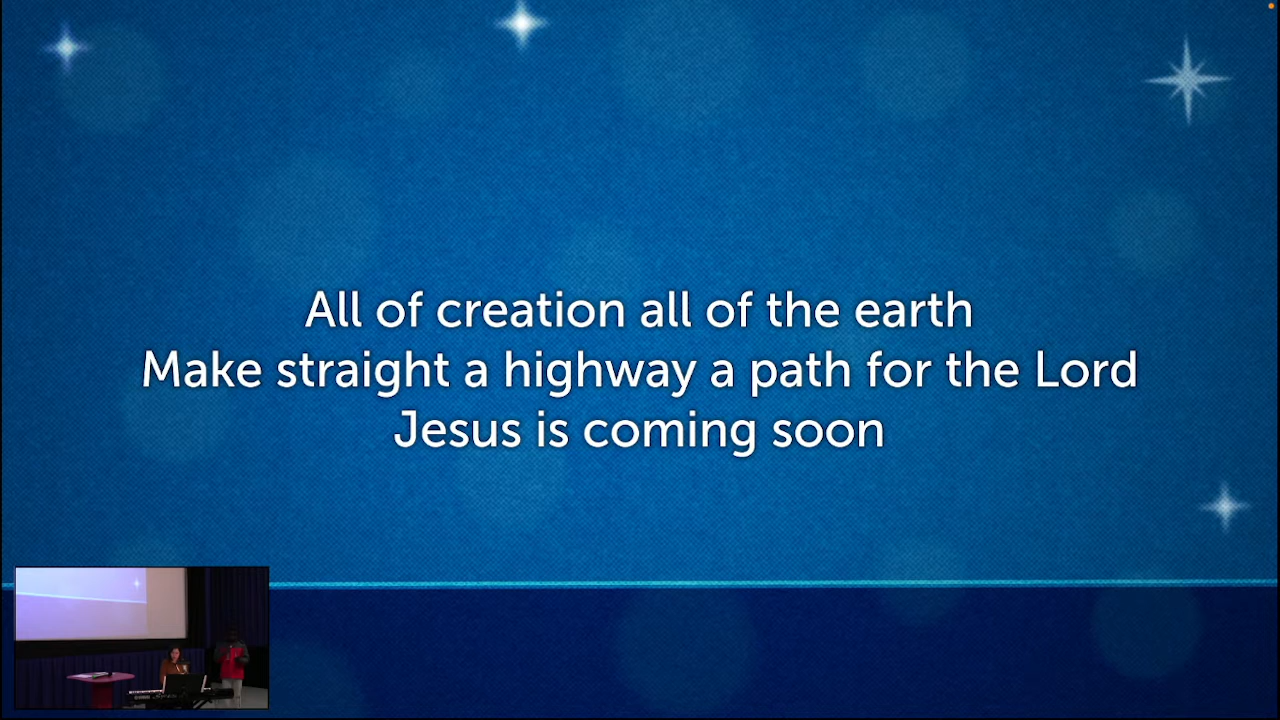 All of creation all of the earth
Make straight a highway a path for the Lord
Jesus is coming soon